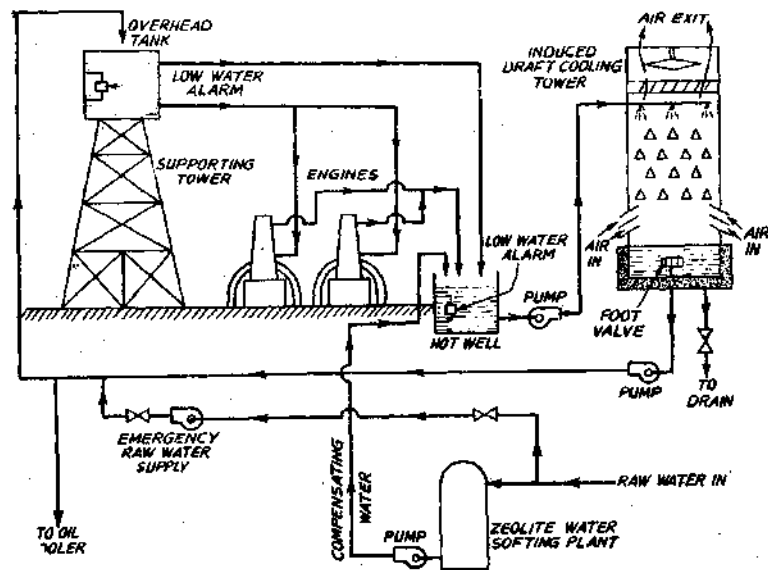 OVERHEAD
TANK
LOW WATER
ALARM
SUPPORTING
TOWER
ENGINES
AIR EXIT
INDUCED
DRAFT COOLING
TOWER
AIR
IN
AIR
IN
LOW WATER
ALARM
PUMP
HOT WELL
FOOT
VALVE
PUMP
TO
DRAIN
EMERGENCY
RAW WATER
SUPPLY
COMPENSATING
WATER
RAW WATER IN
ZEOLITE WATER
SOFTING PLANT
PUMP
TO OIL
OOLER